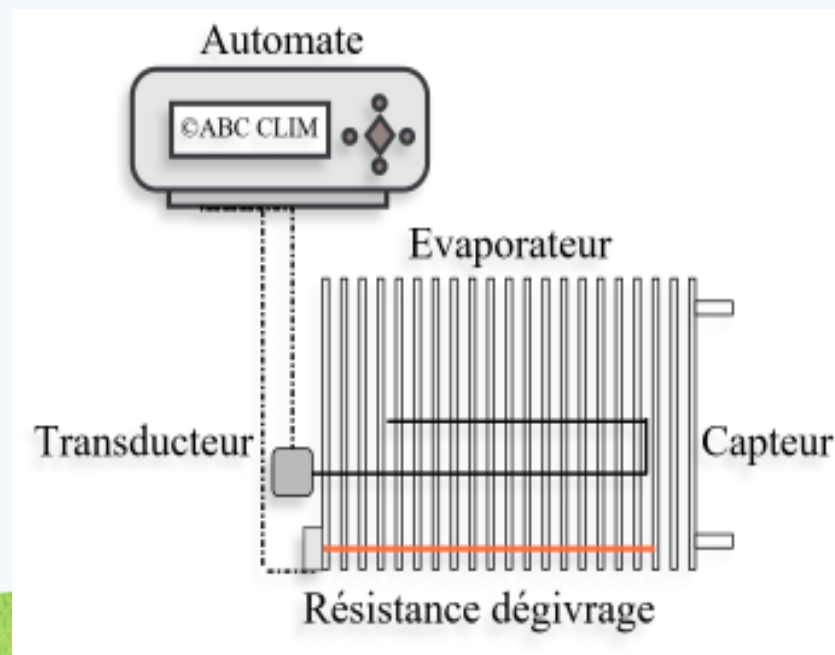 Automate
©ABC CLIM
Evaporateur
Transducteur
Capteur
Résistance dégivrage